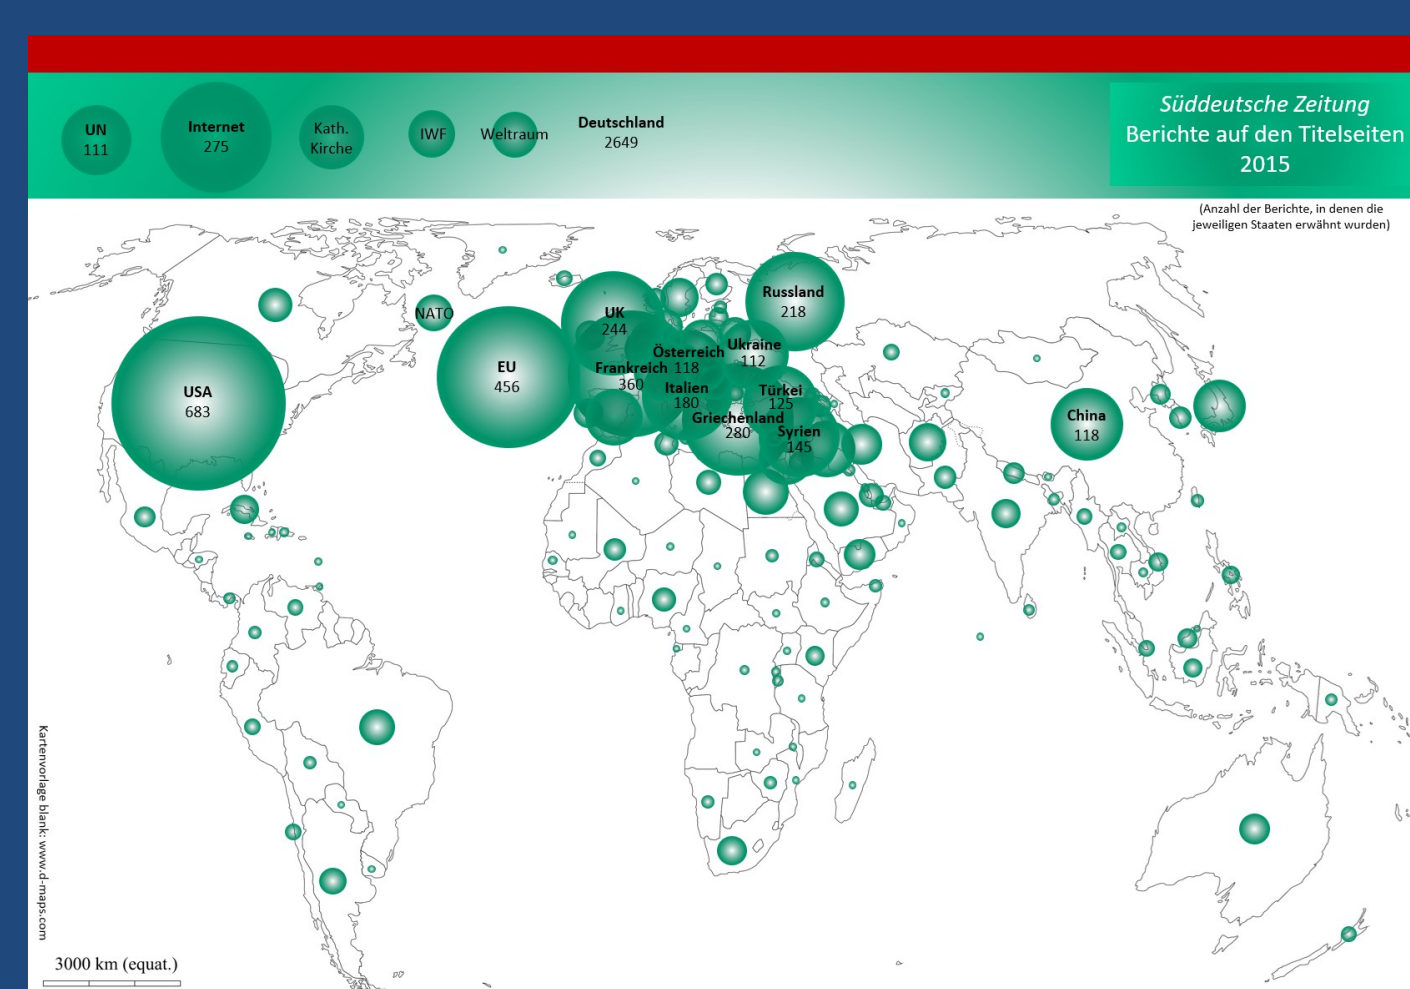 UN
111
Internet
275
Kath.
Kirche
IWF
Weltraum
Deutschland
2649
Süddeutsche Zeitung
Berichte auf den Titelseiten
2015
(Anzahl der Berichte, in denen die
jeweiligen Staaten erwähnt wurden)
NATO
USA
683
EU
456
UK
244
Russland
218
Ukraine
112
Österreich
118
Frankreich
360
Italien
180
Türkei
125
Griechenland
280
Syrien
145
China
118
Kartenvorlage blank: www.d-maps.com
3000 km (equat.)